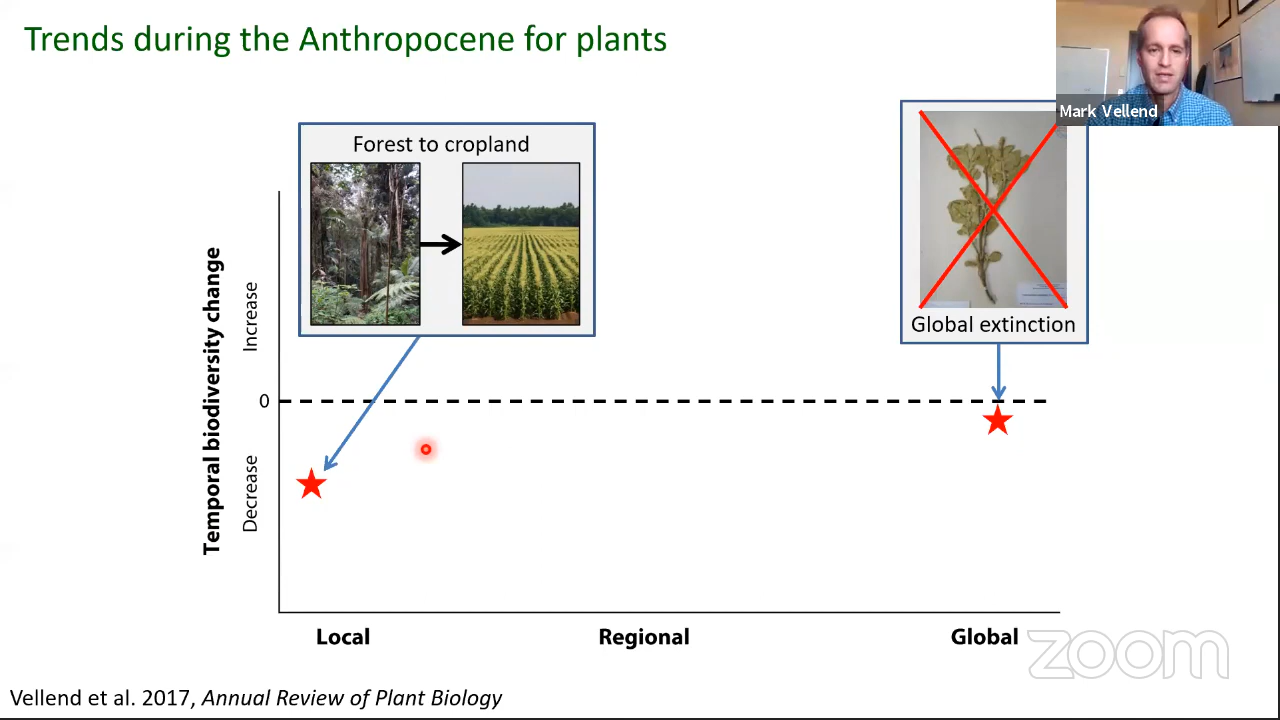 Trends during the Anthropocene for plants
Mark Vellend
Forest to cropland
Global extinction
Temporal biodiversity change
Increase
0
Decrease
Local
Regional
Global
zoom
Vellend et al. 2017, Annual Review of Plant Biology